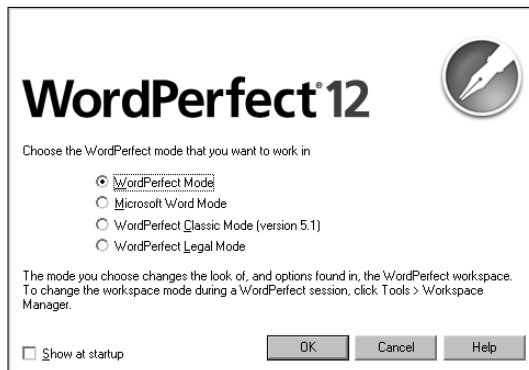 WordPerfect® 12
Choose the WordPerfect mode that you want to work in
WordPerfect Mode
Microsoft Word Mode
WordPerfect Classic Mode (version 5.1)
WordPerfect Legal Mode
The mode you choose changes the look of, and options found in, the WordPerfect workspace.
To change the workspace mode during a WordPerfect session, click Tools > Workspace
Manager.
Show at startup
OK
Cancel
Help